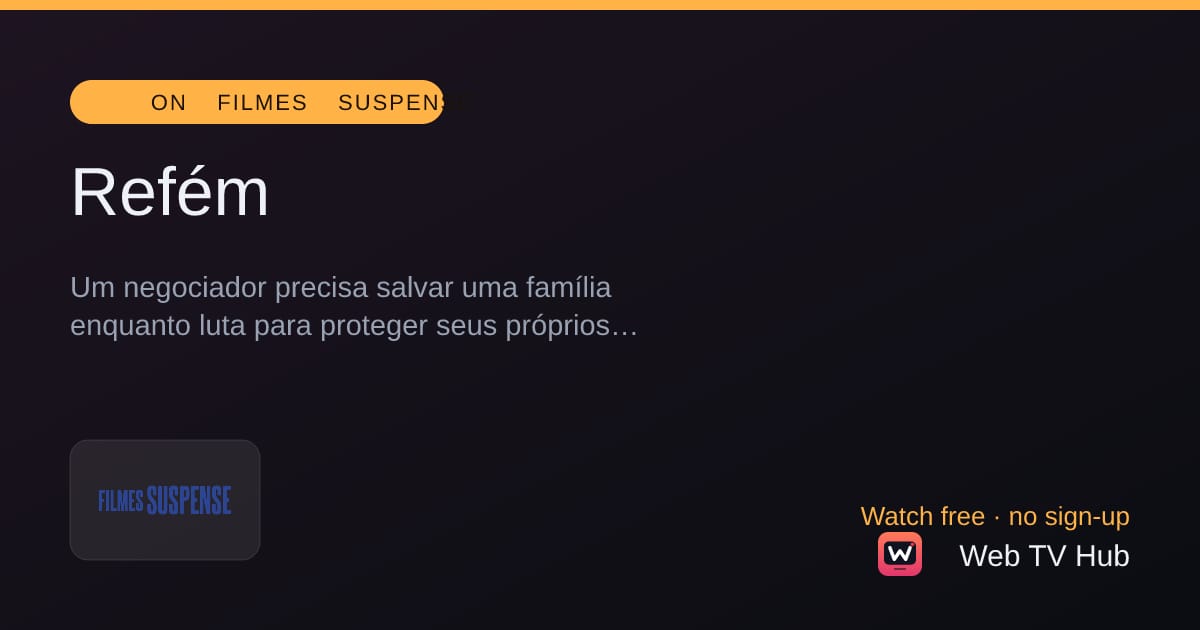 ON FILMES SUSPENSE
Refém
Um negociador precisa salvar uma família
enquanto luta para proteger seus próprios…
FILMES SUSPENSE
Watch free · no sign-up
Web TV Hub